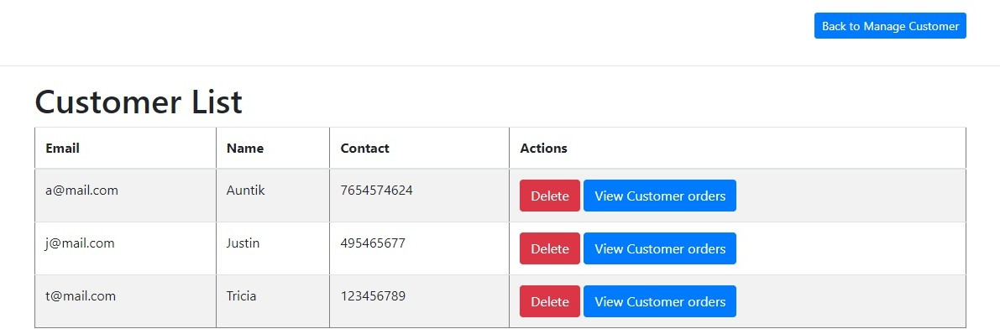 Back to Manage Customer
Customer List
Email Name Contact Actions
a@mail.com Auntik 7654574624 Delete View Customer orders
j@mail.com Justin 495465677 Delete View Customer orders
t@mail.com Tricia 123456789 Delete View Customer orders